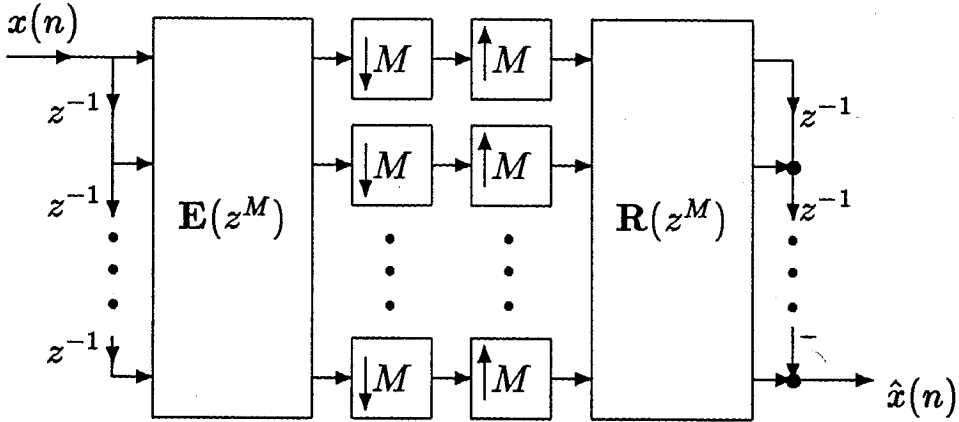 x(n)
z⁻¹
z⁻¹
z⁻¹
E(z^M)
↓M
↑M
↓M
↑M
↓M
↑M
R(z^M)
z⁻¹
z⁻¹
x̂(n)